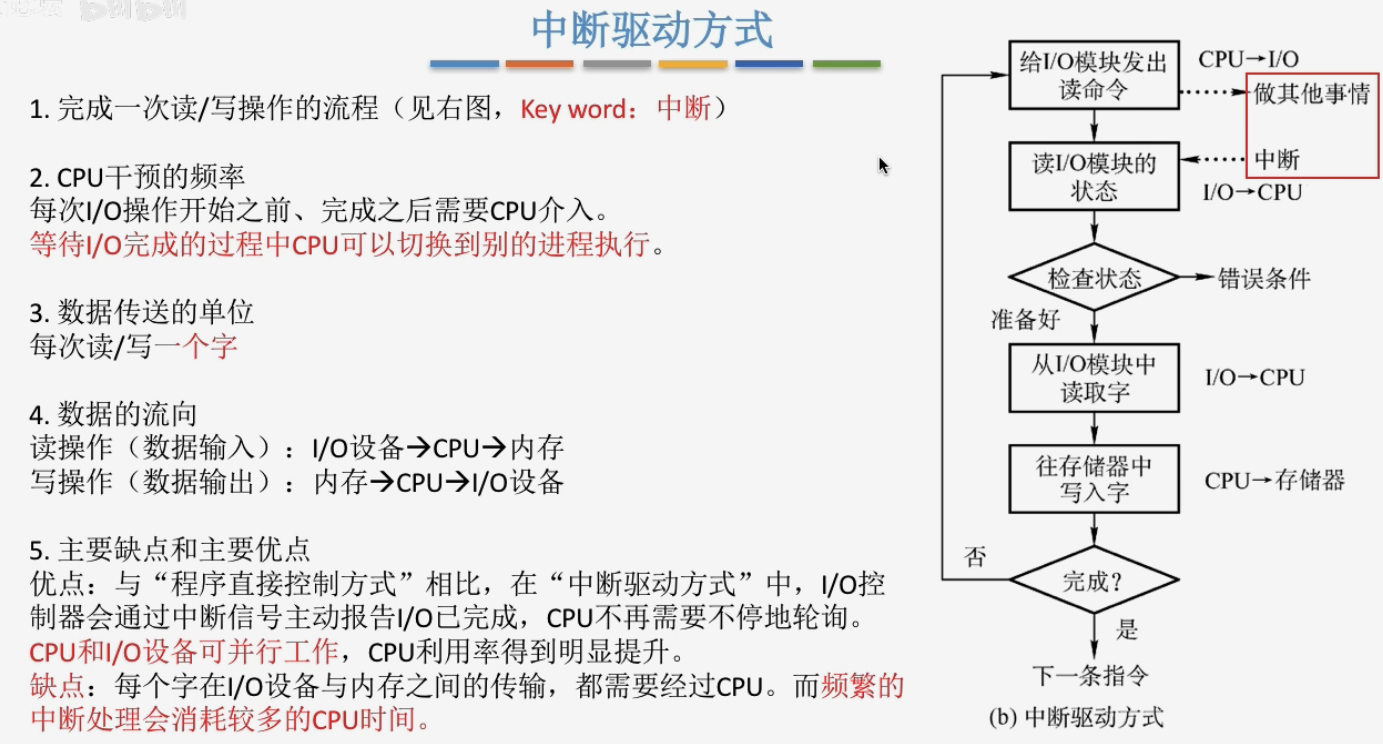 中断驱动方式
1. 完成一次读/写操作的流程（见右图，Key word：中断）
2. CPU干预的频率
每次I/O操作开始之前、完成之后需要CPU介入。
等待I/O完成的过程中CPU可以切换到别的进程执行。
3. 数据传送的单位
每次读/写一个字
4. 数据的流向
读操作（数据输入）：I/O设备→CPU→内存
写操作（数据输出）：内存→CPU→I/O设备
5. 主要缺点和主要优点
优点：与“程序直接控制方式”相比，在“中断驱动方式”中，I/O控
制器会通过中断信号主动报告I/O已完成，CPU不再需要不停地轮询。
CPU和I/O设备可并行工作，CPU利用率得到明显提升。
缺点：每个字在I/O设备与内存之间的传输，都需要经过CPU。而频繁的
中断处理会消耗较多的CPU时间。
给I/O模块发出
读命令
CPU→I/O
做其他事情
读I/O模块的
状态
中断
I/O→CPU
检查状态
错误条件
准备好
从I/O模块中
读取字
I/O→CPU
往存储器中
写入字
CPU→存储器
否
完成？
是
下一条指令
(b) 中断驱动方式